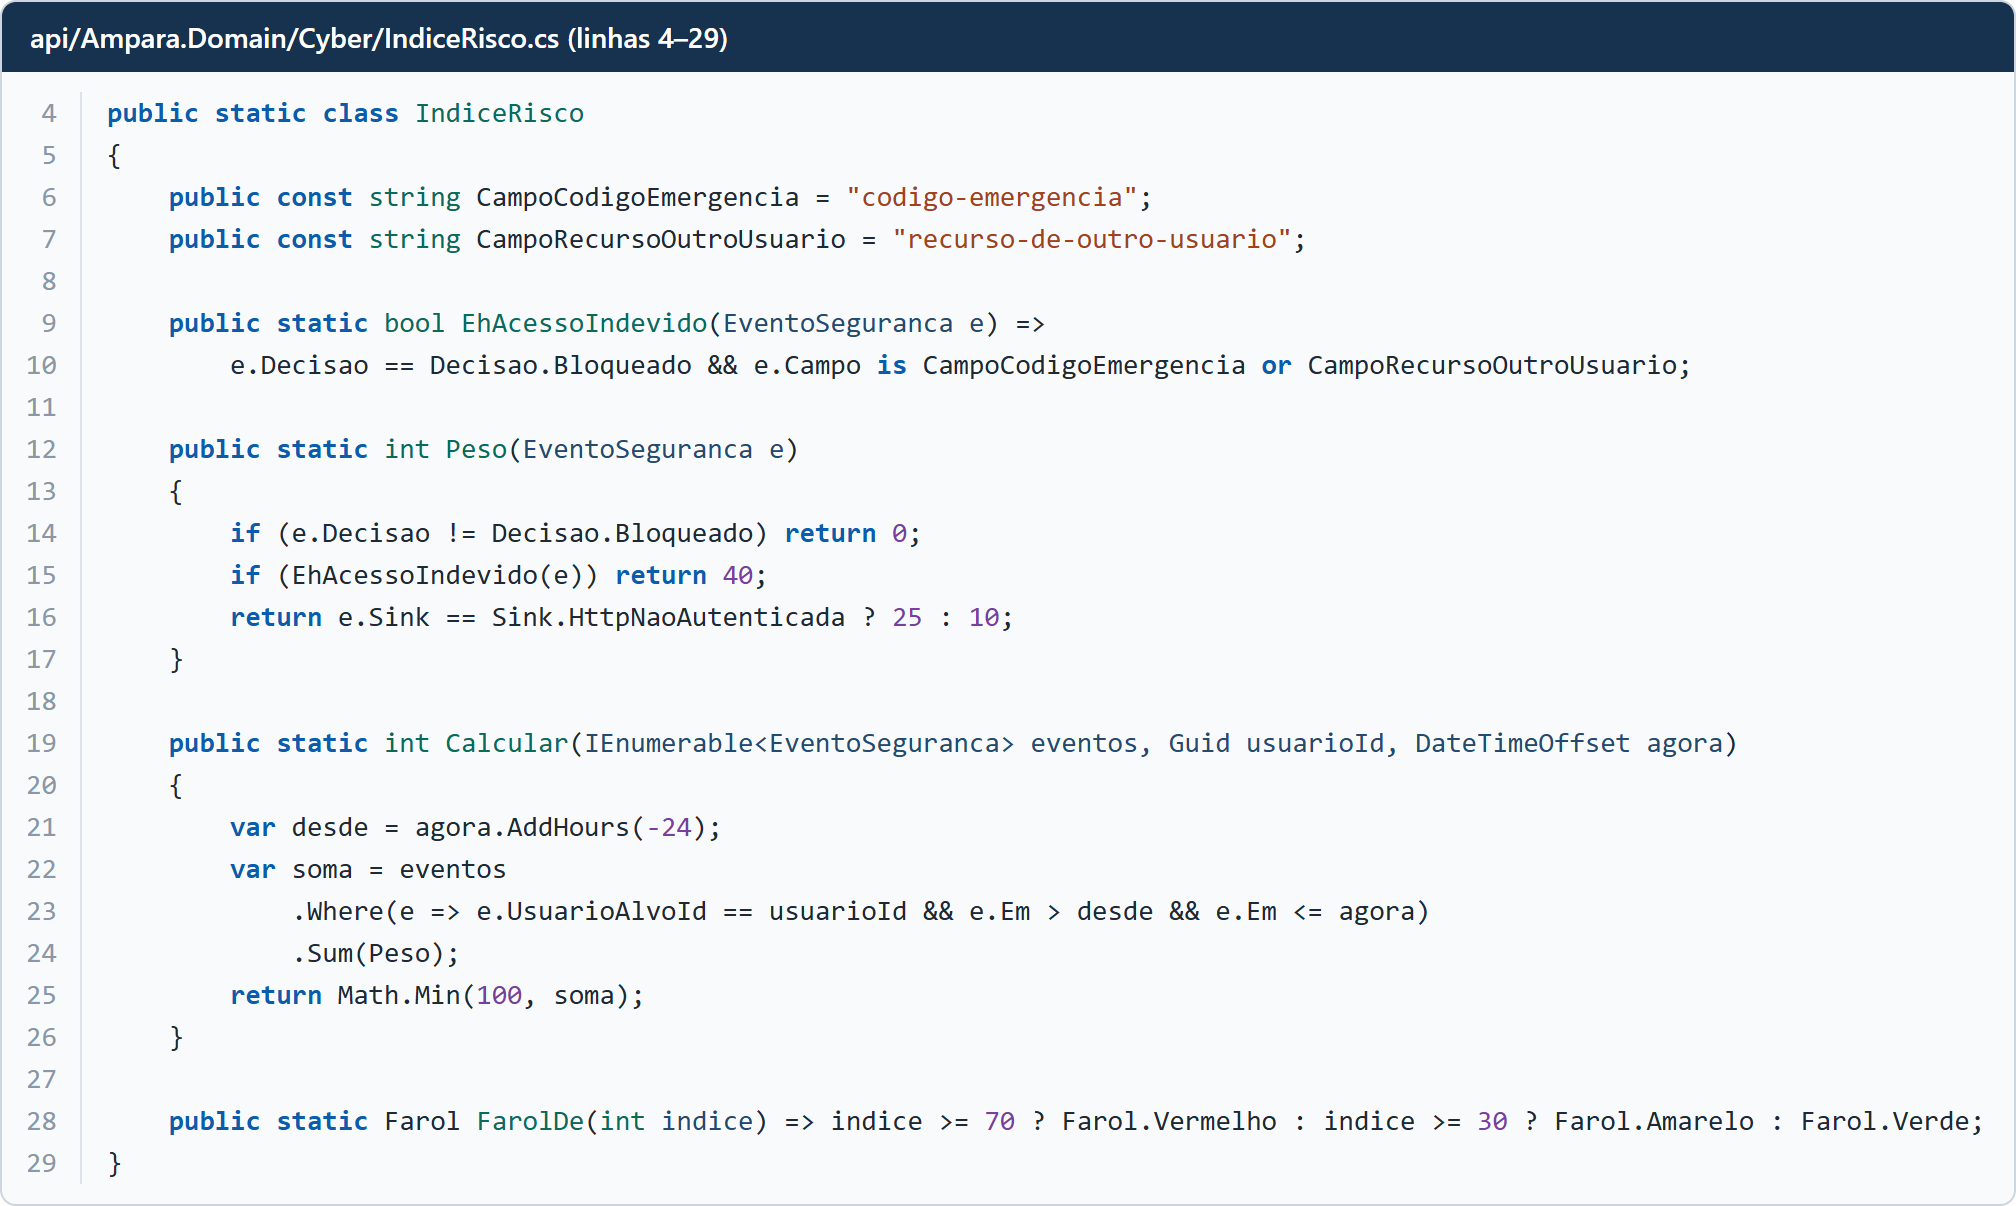 api/Ampara.Domain/Cyber/IndiceRisco.cs (linhas 4–29)
4 public static class IndiceRisco
5 {
6     public const string CampoCodigoEmergencia = "codigo-emergencia";
7     public const string CampoRecursoOutroUsuario = "recurso-de-outro-usuario";
8
9     public static bool EhAcessoIndevido(EventoSeguranca e) =>
10         e.Decisao == Decisao.Bloqueado && e.Campo is CampoCodigoEmergencia or CampoRecursoOutroUsuario;
11
12     public static int Peso(EventoSeguranca e)
13     {
14         if (e.Decisao != Decisao.Bloqueado) return 0;
15         if (EhAcessoIndevido(e)) return 40;
16         return e.Sink == Sink.HttpNaoAutenticada ? 25 : 10;
17     }
18
19     public static int Calcular(IEnumerable<EventoSeguranca> eventos, Guid usuarioId, DateTimeOffset agora)
20     {
21         var desde = agora.AddHours(-24);
22         var soma = eventos
23             .Where(e => e.UsuarioAlvoId == usuarioId && e.Em > desde && e.Em <= agora)
24             .Sum(Peso);
25         return Math.Min(100, soma);
26     }
27
28     public static Farol FarolDe(int indice) => indice >= 70 ? Farol.Vermelho : indice >= 30 ? Farol.Amarelo : Farol.Verde;
29 }